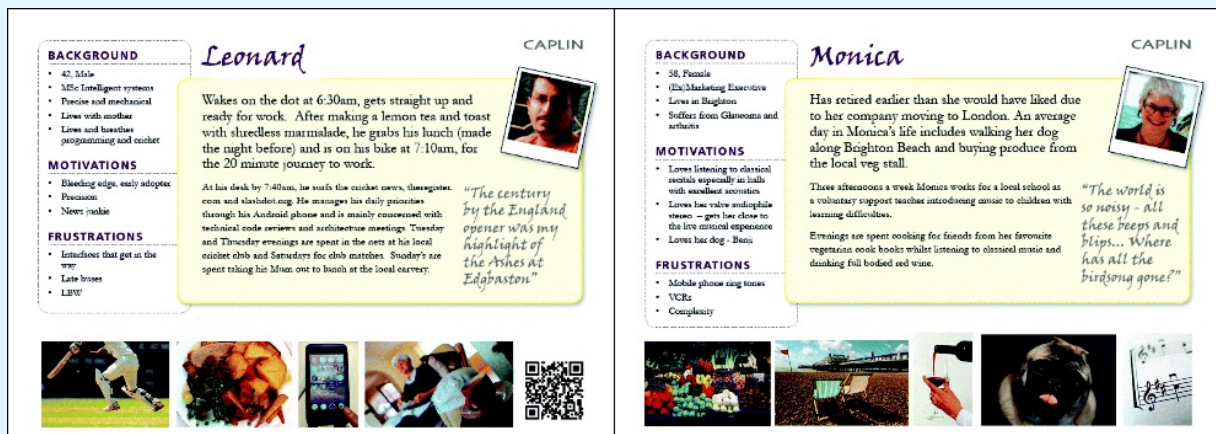 Leonard
CAPLIN
BACKGROUND
• 42, Male
• MSc Intelligent systems
• Precise and mechanical
• Lives with mother
• Lives and breathes
programming and cricket
MOTIVATIONS
• Bleeding edge, early adopter
• Precision
• News junkie
FRUSTRATIONS
• Interfaces that get in the
way
• Late buses
• LBW
Wakes on the dot at 6:30am, gets straight up and
ready for work. After making a lemon tea and toast
with shredless marmalade, he grabs his lunch (made
the night before) and is on his bike at 7:10am, for
the 20 minute journey to work.
At his desk by 7:40am, he surfs the cricket news, theregister.
com and slashdot.org. He manages his daily priorities
through his Android phone and is mainly concerned with
technical code reviews and architecture meetings. Tuesday
and Thursday evenings are spent in the nets at his local
cricket club and Saturdays for club matches. Sunday's are
spent taking his Mum out to lunch at the local carvery.
"The century
by the England
opener was my
highlight of
the Ashes at
Edgbaston"
Monica
CAPLIN
BACKGROUND
• 58, Female
• (Ex)Marketing Executive
• Lives in Brighton
• Suffers from Glaucoma and
arthritis
MOTIVATIONS
• Loves listening to classical
recitals especially in halls
with excellent acoustics
• Loves her valve audiophile
stereo – gets her close to
the live musical experience
• Loves her dog - Benji
FRUSTRATIONS
• Mobile phone ring tones
• VCRs
• Complexity
Has retired earlier than she would have liked due
to her company moving to London. An average
day in Monica's life includes walking her dog
along Brighton Beach and buying produce from
the local veg stall.
Three afternoons a week Monica works for a local school as
a voluntary support teacher introducing music to children with
learning difficulties.
Evenings are spent cooking for friends from her favourite
vegetarian cook books whilst listening to classical music and
drinking full bodied red wine.
"The world is
so noisy - all
these beeps and
blips... Where
has all the
birdsong gone?"